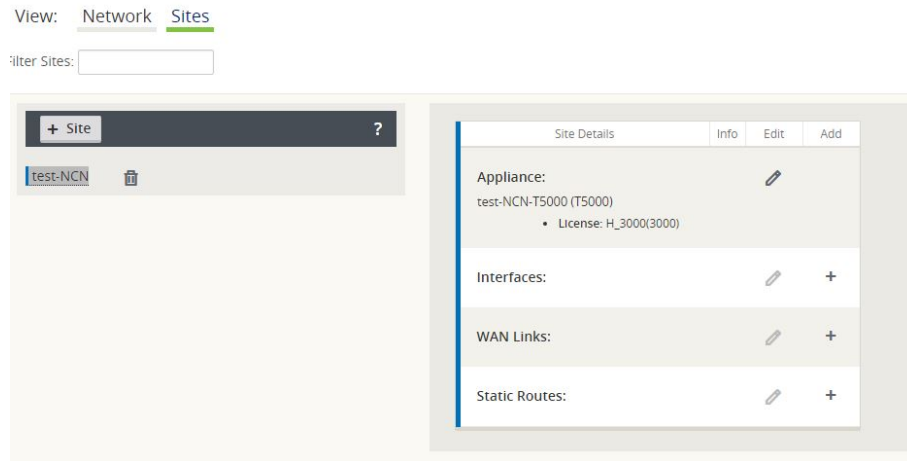 View: Network Sites
Filter Sites:
+ Site ?
test-NCN
Site Details Info Edit Add
Appliance:
test-NCN-T5000 (T5000)
• License: H_3000(3000)
Interfaces: +
WAN Links: +
Static Routes: +